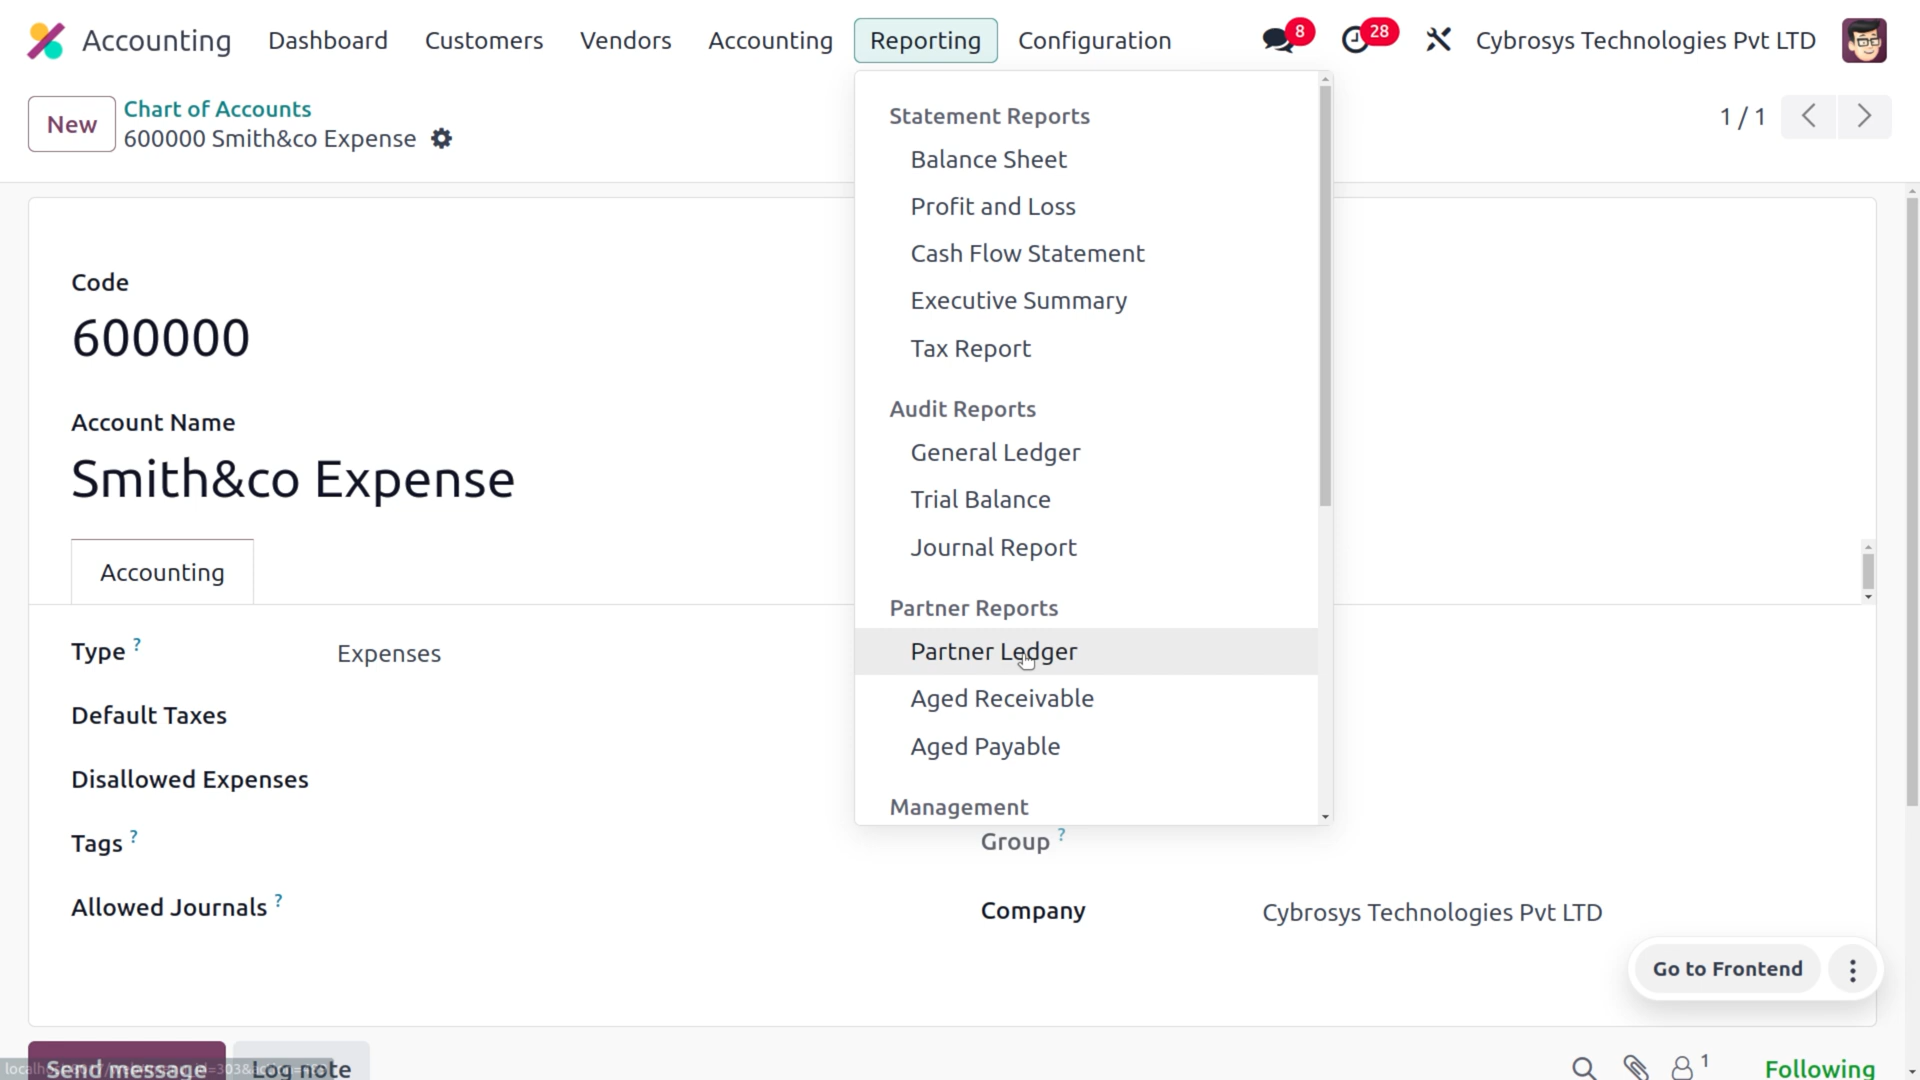 Accounting Dashboard Customers Vendors Accounting Reporting Configuration 8 28 Cybrosys Technologies Pvt LTD
New
Chart of Accounts
600000 Smith&co Expense
1 / 1
Statement Reports
Balance Sheet
Profit and Loss
Cash Flow Statement
Executive Summary
Tax Report
Audit Reports
General Ledger
Trial Balance
Journal Report
Partner Reports
Partner Ledger
Aged Receivable
Aged Payable
Management
Code
600000
Account Name
Smith&co Expense
Accounting
Type ? Expenses
Default Taxes
Disallowed Expenses
Tags ?
Allowed Journals ?
Group ?
Company Cybrosys Technologies Pvt LTD
Go to Frontend
Send message Log note 1 Following